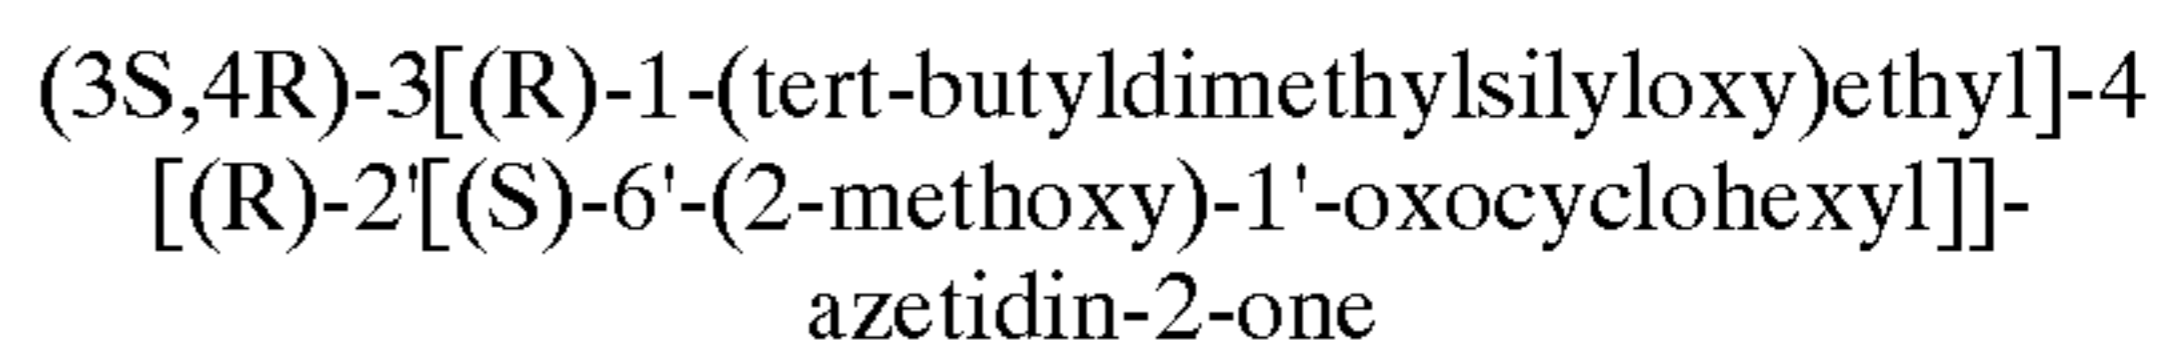 (3S,4R)-3[(R)-1-(tert-butyldimethylsilyloxy)ethyl]-4
[(R)-2'[(S)-6'-(2-methoxy)-1'-oxocyclohexyl]]-
azetidin-2-one